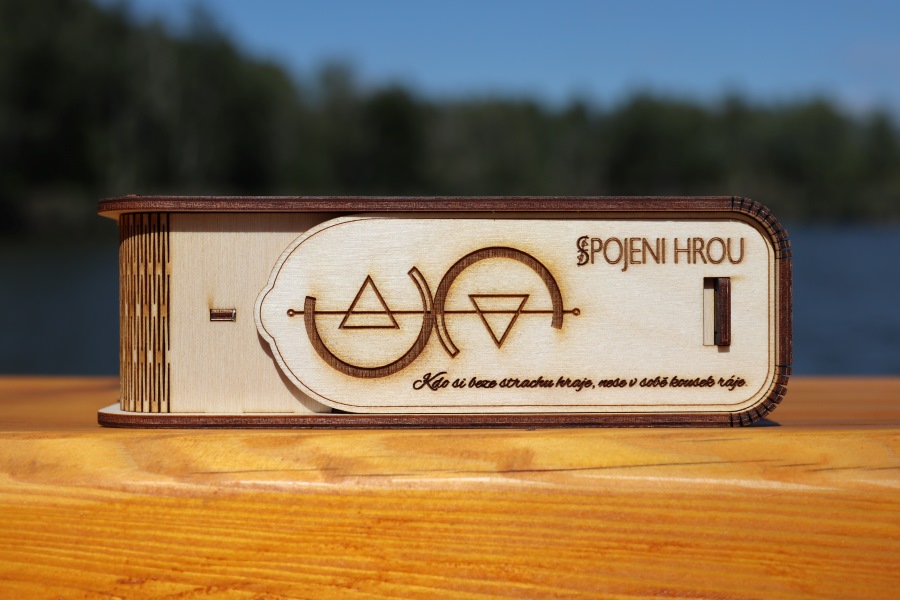 SPOJENI HROU
Kdo si beze strachu hraje, nese v sobě kousek ráje.